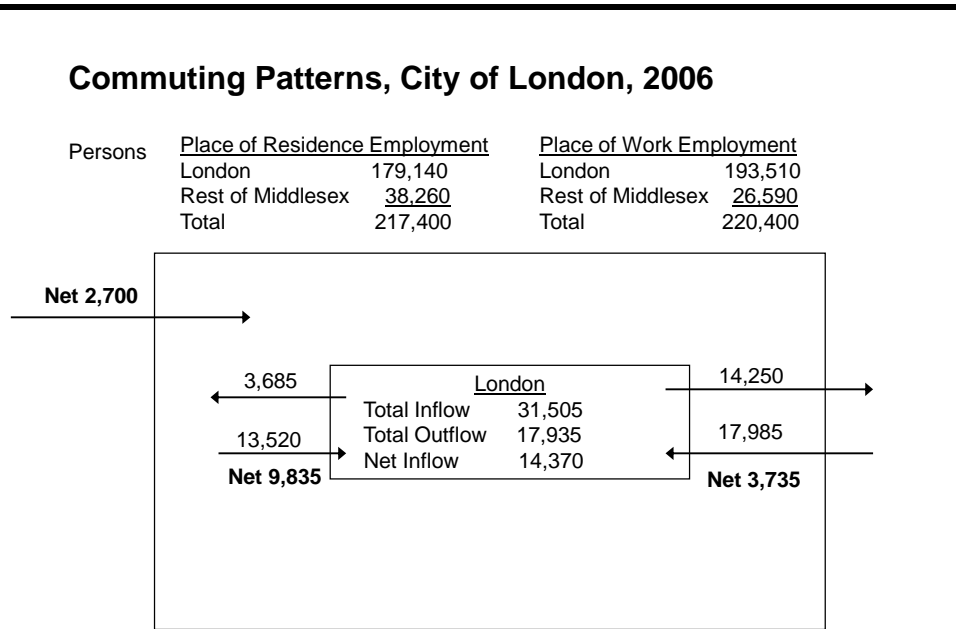 Commuting Patterns, City of London, 2006
Persons
Place of Residence Employment
London 179,140
Rest of Middlesex 38,260
Total 217,400
Place of Work Employment
London 193,510
Rest of Middlesex 26,590
Total 220,400
Net 2,700
3,685
13,520
Net 9,835
London
Total Inflow 31,505
Total Outflow 17,935
Net Inflow 14,370
14,250
17,985
Net 3,735